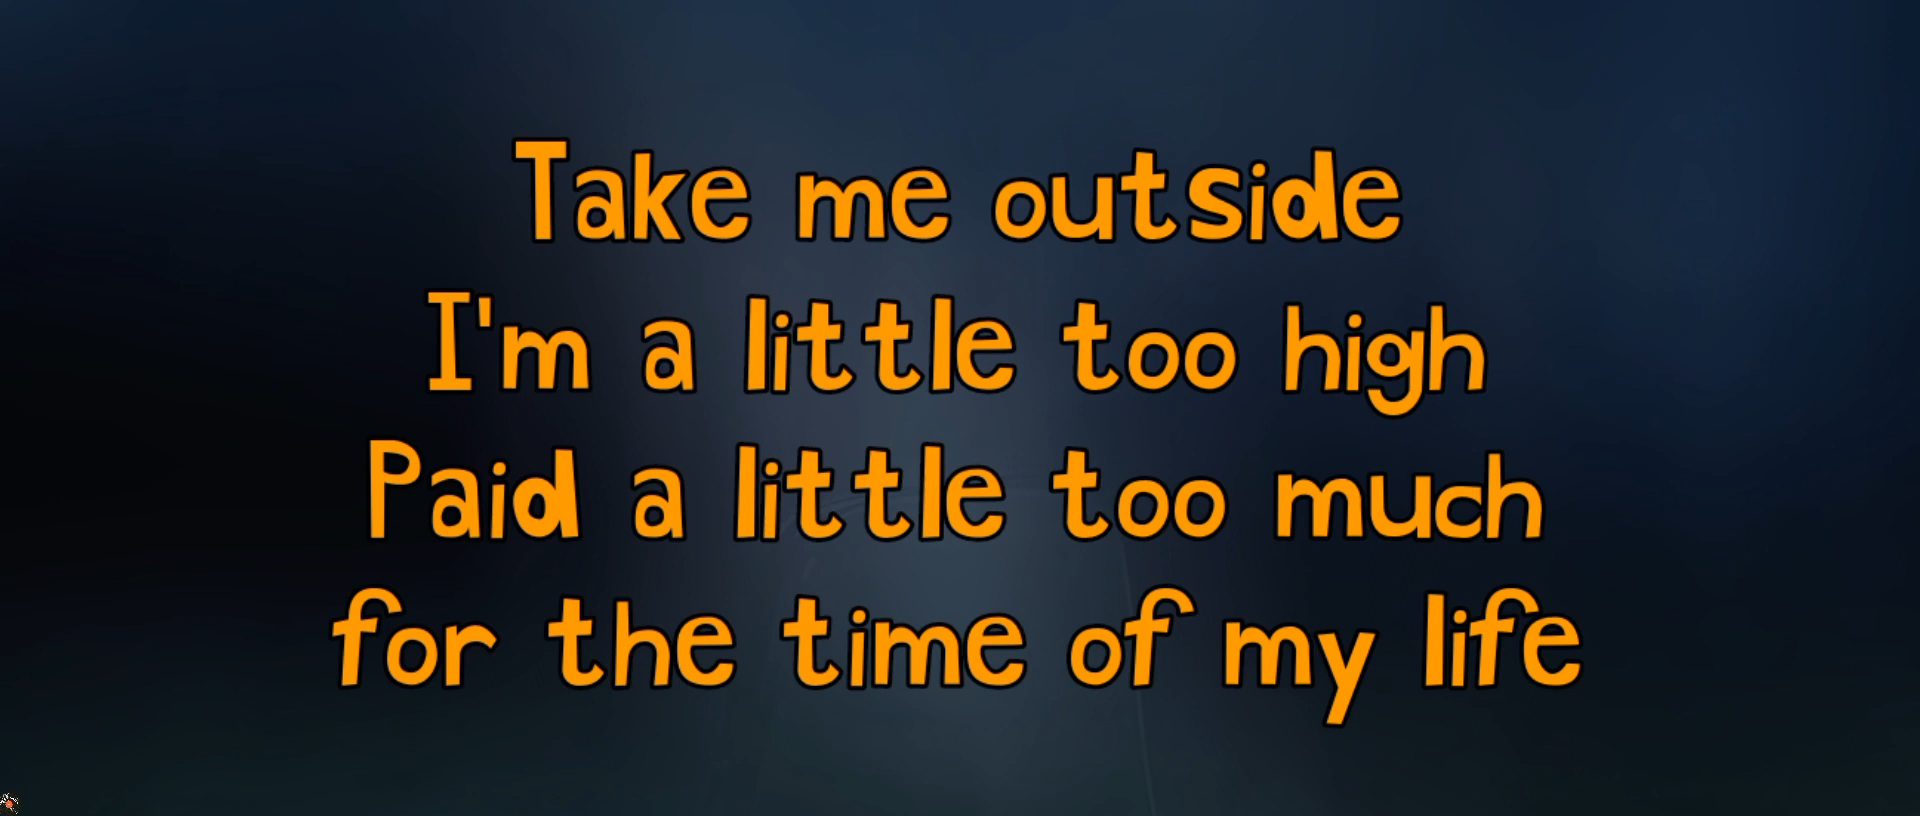 Take me outside
I'm a little too high
Paid a little too much
for the time of my life